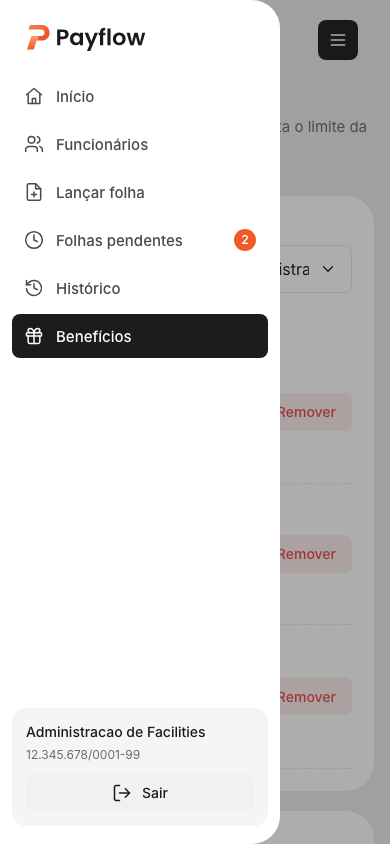 Payflow
Início
ta o limite da
Funcionários
Lançar folha
Folhas pendentes 2
istra
Histórico
Benefícios
Remover
Remover
Remover
Administracao de Facilities
12.345.678/0001-99
Sair